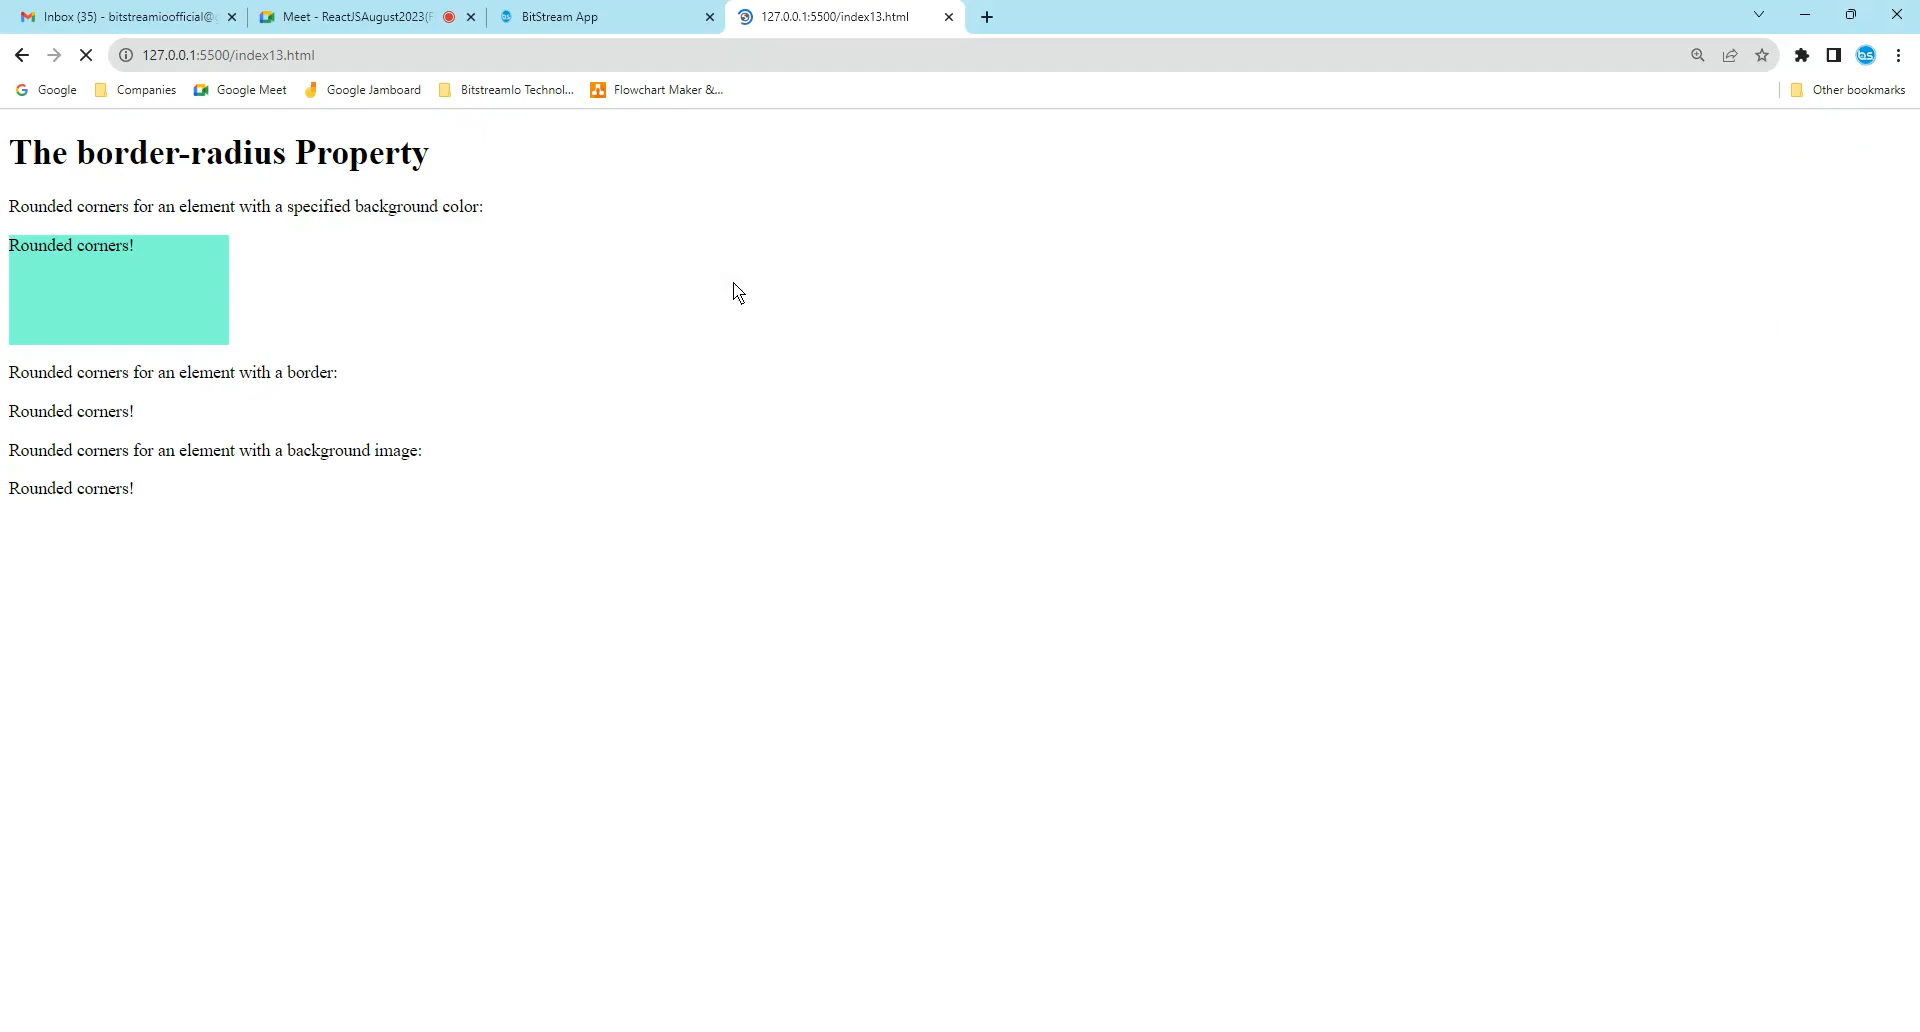 Inbox (35) - bitstreamioofficial@
Meet - ReactJSAugust2023(F
BitStream App
127.0.0.1:5500/index13.html
127.0.0.1:5500/index13.html
Google
Companies
Google Meet
Google Jamboard
BitstreamIo Technol...
Flowchart Maker &...
Other bookmarks
The border-radius Property
Rounded corners for an element with a specified background color:
Rounded corners!
Rounded corners for an element with a border:
Rounded corners!
Rounded corners for an element with a background image:
Rounded corners!